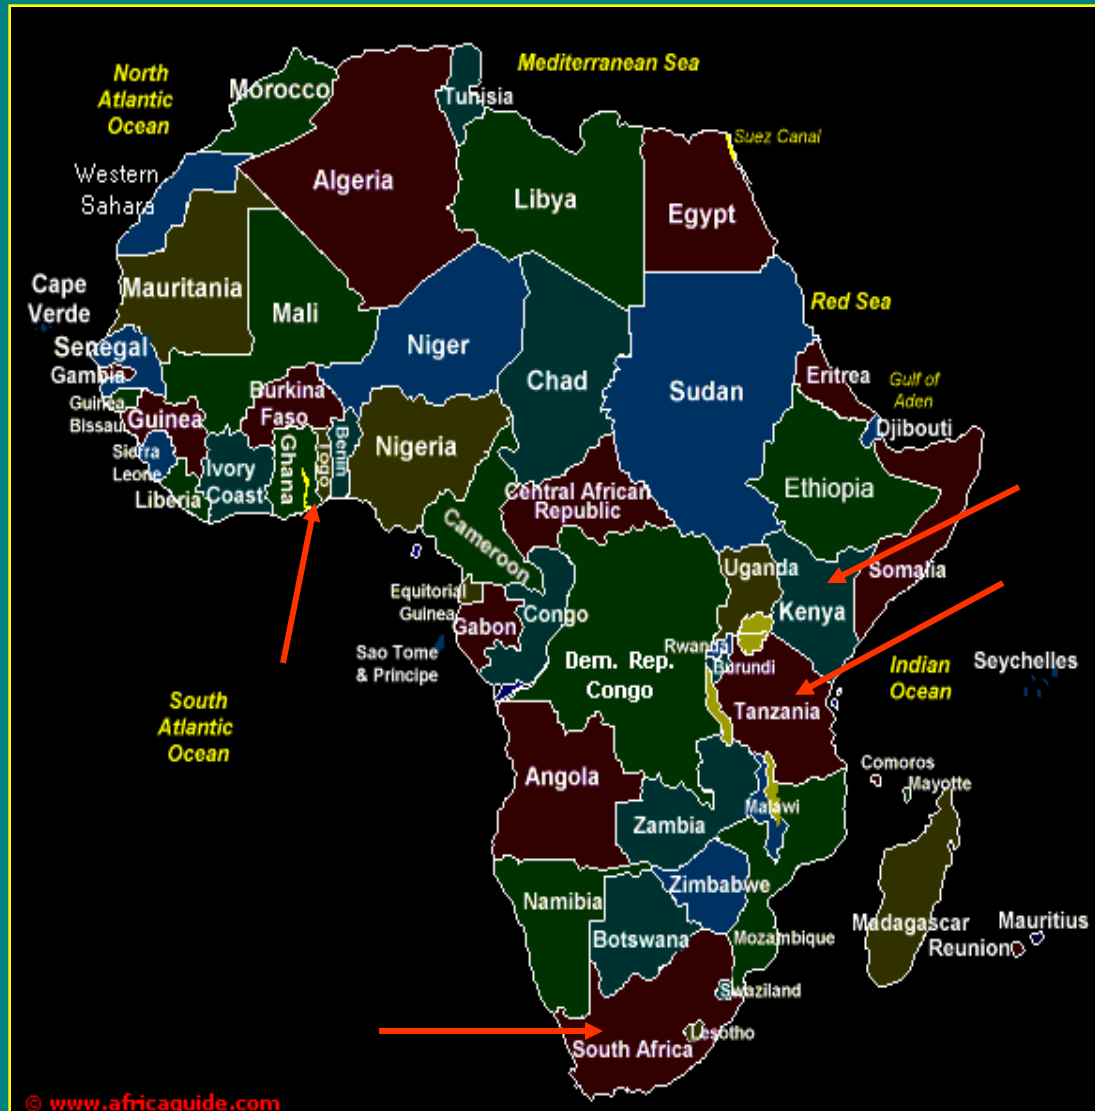 Mediterranean Sea
North
Atlantic
Ocean
Morocco
Tunisia
Suez Canal
Western
Sahara
Algeria
Libya
Egypt
Cape
Verde
Mauritania
Mali
Niger
Chad
Sudan
Red Sea
Senegal
Gambia
Guinea
Bissau
Guinea
Burkina
Faso
Eritrea
Gulf of
Aden
Djibouti
Sierra
Leone
Liberia
Ivory
Coast
Ghana
Togo
Benin
Nigeria
Ethiopia
Central African
Republic
Cameroon
Uganda
Kenya
Somalia
Equitorial
Guinea
Gabon
Congo
Sao Tome
& Principe
Dem. Rep.
Congo
Rwanda
Burundi
Tanzania
Indian
Ocean
Seychelles
South
Atlantic
Ocean
Angola
Zambia
Malawi
Comoros
Mayotte
Namibia
Zimbabwe
Botswana
Mozambique
Madagascar
Mauritius
Reunion
Swaziland
Lesotho
South Africa
© www.africaguide.com